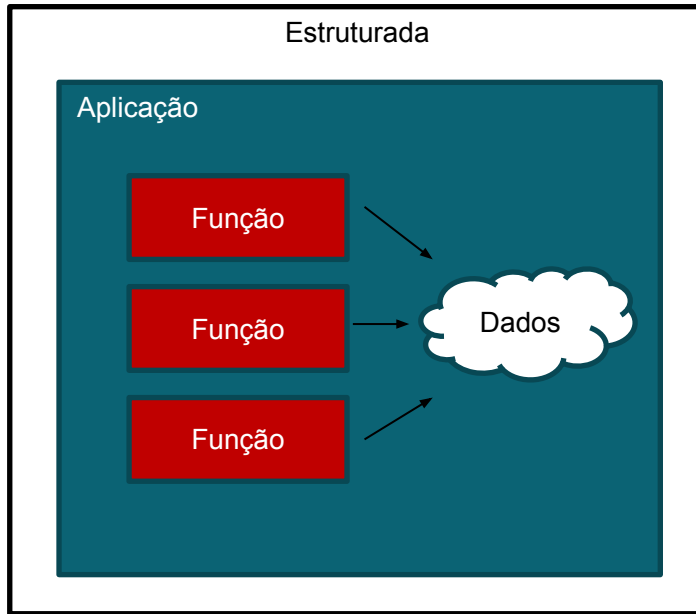 Estruturada
Aplicação
Função
Função
Dados
Função